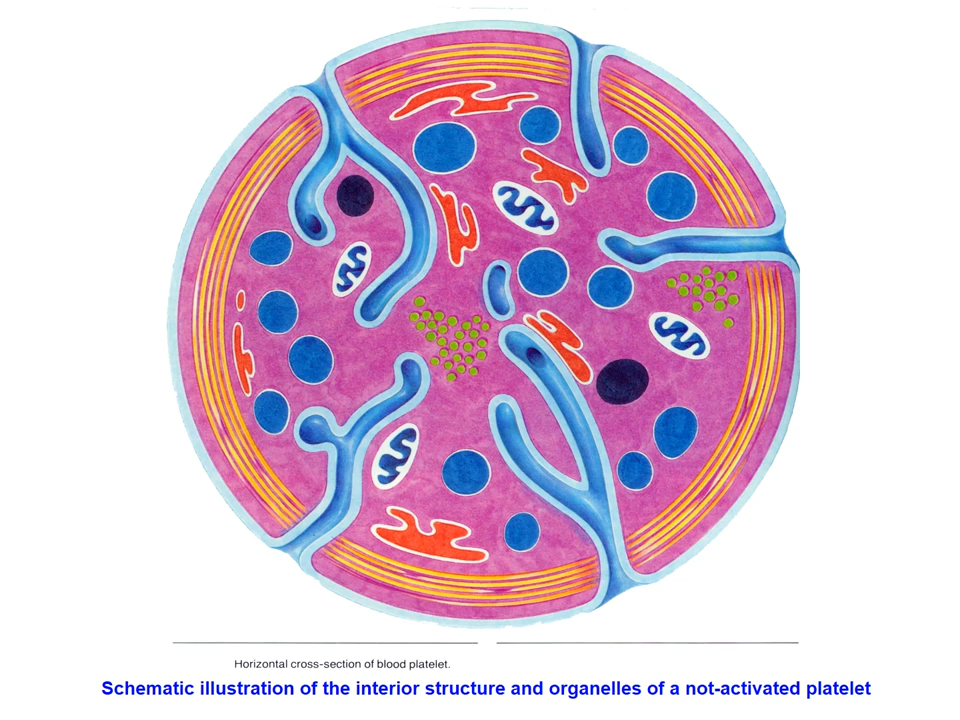 Horizontal cross-section of blood platelet.
Schematic illustration of the interior structure and organelles of a not-activated platelet